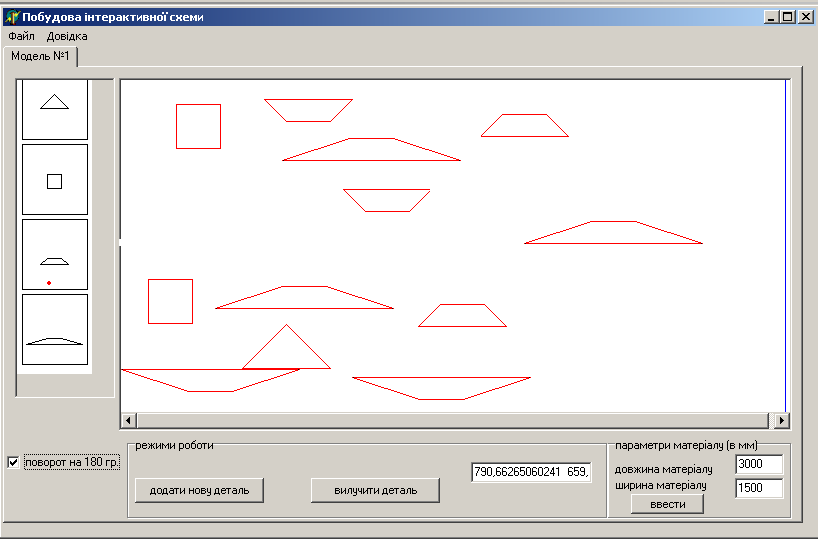 Побудова інтерактивної схеми
Файл Довідка
Модель №1
поворот на 180 гр.
режими роботи
додати нову деталь
вилучити деталь
790,66265060241 659,
параметри матеріалу (в мм)
довжина матеріалу 3000
ширина матеріалу 1500
ввести